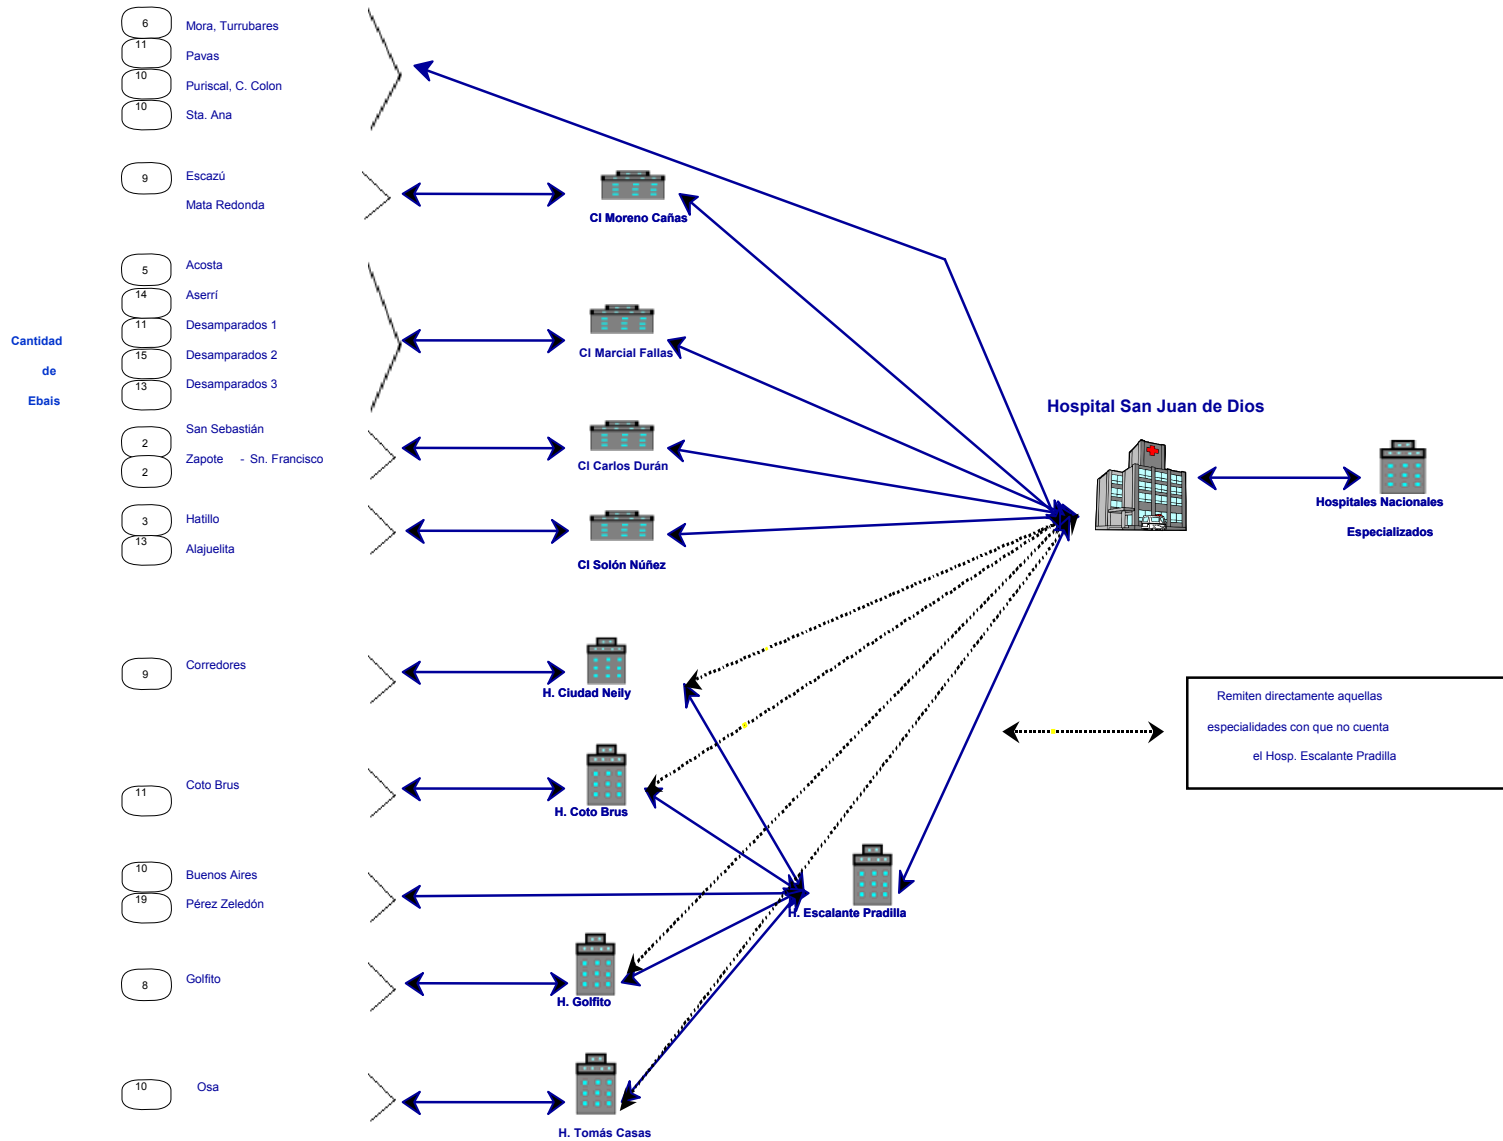 6 Mora, Turrubares
11 Pavas
10 Puriscal, C. Colon
10 Sta. Ana
9 Escazú
Mata Redonda
CI Moreno Cañas
5 Acosta
14 Aserrí
11 Desamparados 1
15 Desamparados 2
13 Desamparados 3
CI Marcial Fallas
Cantidad
de
Ebais
2 San Sebastián
2 Zapote - Sn. Francisco
CI Carlos Durán
3 Hatillo
13 Alajuelita
CI Solón Núñez
Hospital San Juan de Dios
Hospitales Nacionales
Especializados
9 Corredores
H. Ciudad Neily
11 Coto Brus
H. Coto Brus
Remiten directamente aquellas
especialidades con que no cuenta
el Hosp. Escalante Pradilla
10 Buenos Aires
19 Pérez Zeledón
H. Escalante Pradilla
8 Golfito
H. Golfito
10 Osa
H. Tomás Casas